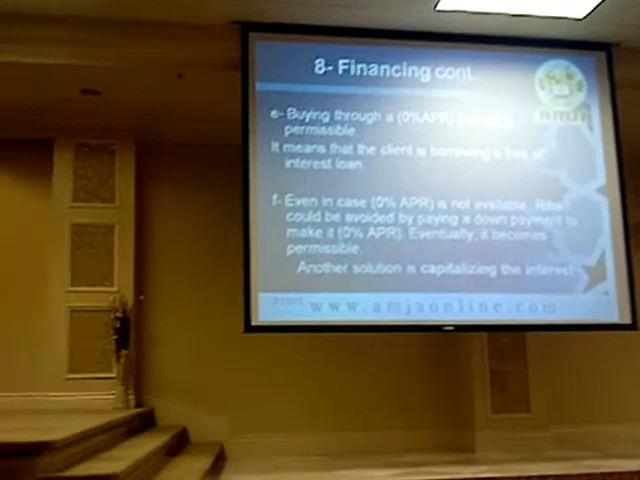 8- Financing cont.
AMJA
e- Buying through a (0%APR)
permissible
It means that the client is borrowing a free of
interest loan
f- Even in case (0% APR) is not available, Riba
could be avoided by paying a down payment to
make it (0% APR). Eventually, it becomes
permissible.
Another solution is capitalizing the interest
www.amjaonline.com